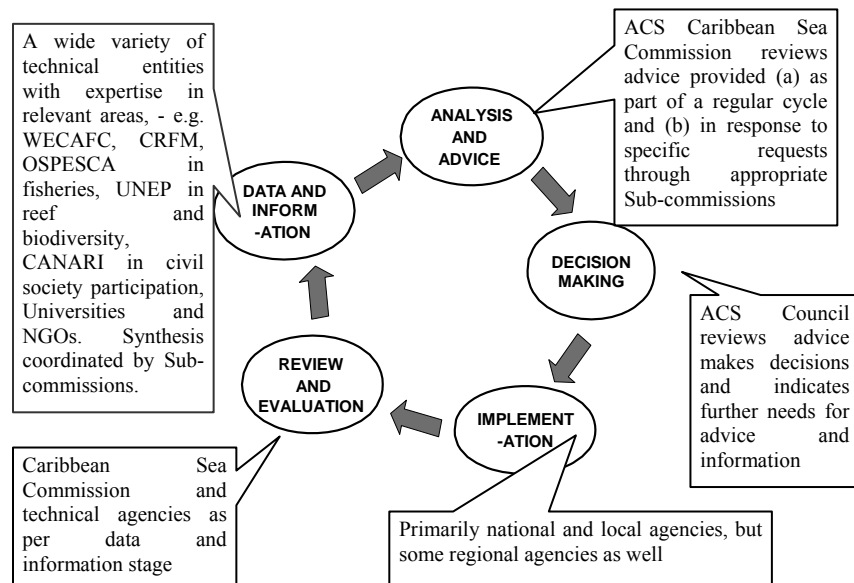 A wide variety of
technical entities
with expertise in
relevant areas, - e.g.
WECAFC, CRFM,
OSPESCA in
fisheries, UNEP in
reef and
biodiversity,
CANARI in civil
society participation,
Universities and
NGOs. Synthesis
coordinated by Sub-
commissions.
ANALYSIS
AND
ADVICE
ACS Caribbean Sea
Commission reviews
advice provided (a) as
part of a regular cycle
and (b) in response to
specific requests
through appropriate
Sub-commissions
DATA AND
INFORM
-ATION
DECISION
MAKING
ACS Council
reviews advice
makes decisions
and indicates
further needs for
advice and
information
REVIEW
AND
EVALUATION
IMPLEMENT
-ATION
Caribbean Sea
Commission and
technical agencies as
per data and
information stage
Primarily national and local agencies, but
some regional agencies as well